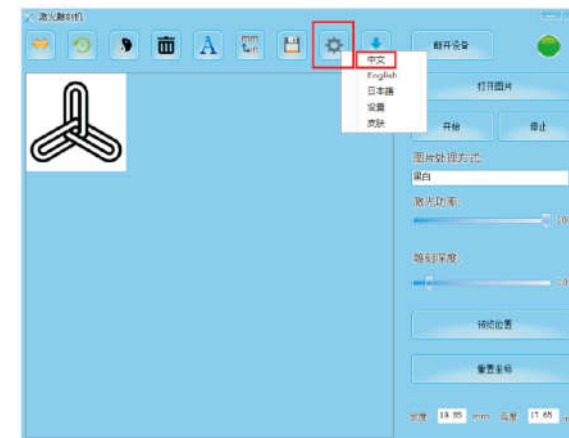 激光雕刻机
断开设备
中文
English
日本語
设置
皮肤
打开图片
开始
停止
图片处理方式:
黑白
激光功率:
雕刻深度:
预览位置
重置坐标
宽度 mm 高度 17.65